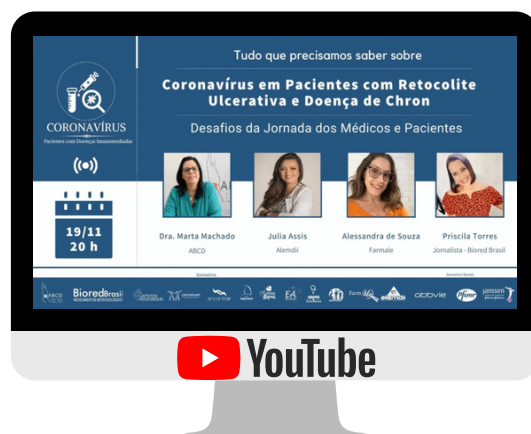 Tudo que precisamos saber sobre
Coronavírus em Pacientes com Retocolite
Ulcerativa e Doença de Chron
Desafios da Jornada dos Médicos e Pacientes
CORONAVÍRUS
Pacientes com Doenças Imunomediadas
19/11
20 h
Dra. Marta Machado
ABCD
Julia Assis
Alemdii
Alessandra de Souza
Farmale
Priscila Torres
Jornalista - Biored Brasil
BioredBrasil
abbvie
Pfizer
janssen
YouTube